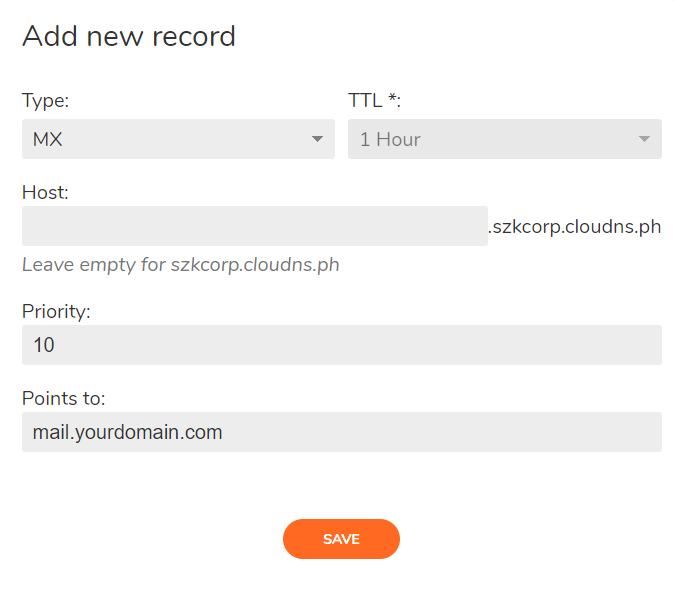 Add new record
Type: TTL *:
MX 1 Hour
Host:
.szkcorp.cloudns.ph
Leave empty for szkcorp.cloudns.ph
Priority:
10
Points to:
mail.yourdomain.com
SAVE